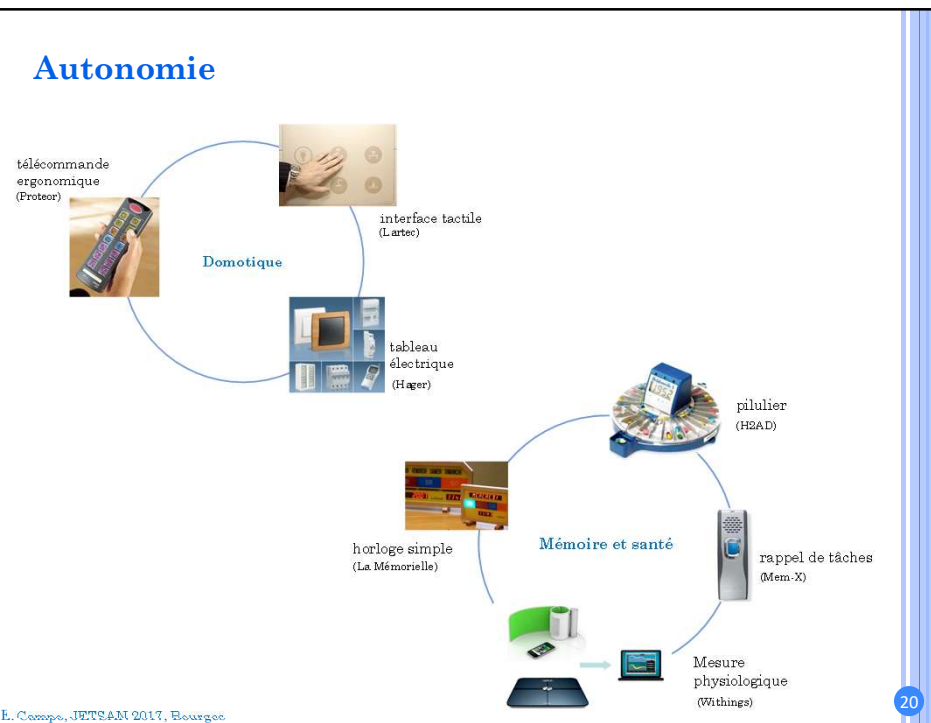 Autonomie
télécommande
ergonomique
(Proteor)
interface tactile
(Lartec)
Domotique
tableau
électrique
(Hager)
pilulier
(H2AD)
horloge simple
(La Mémorielle)
Mémoire et santé
rappel de tâches
(Mem-X)
Mesure
physiologique
(Withings)
E. Campo, JETSAN 2017, Bourges
20